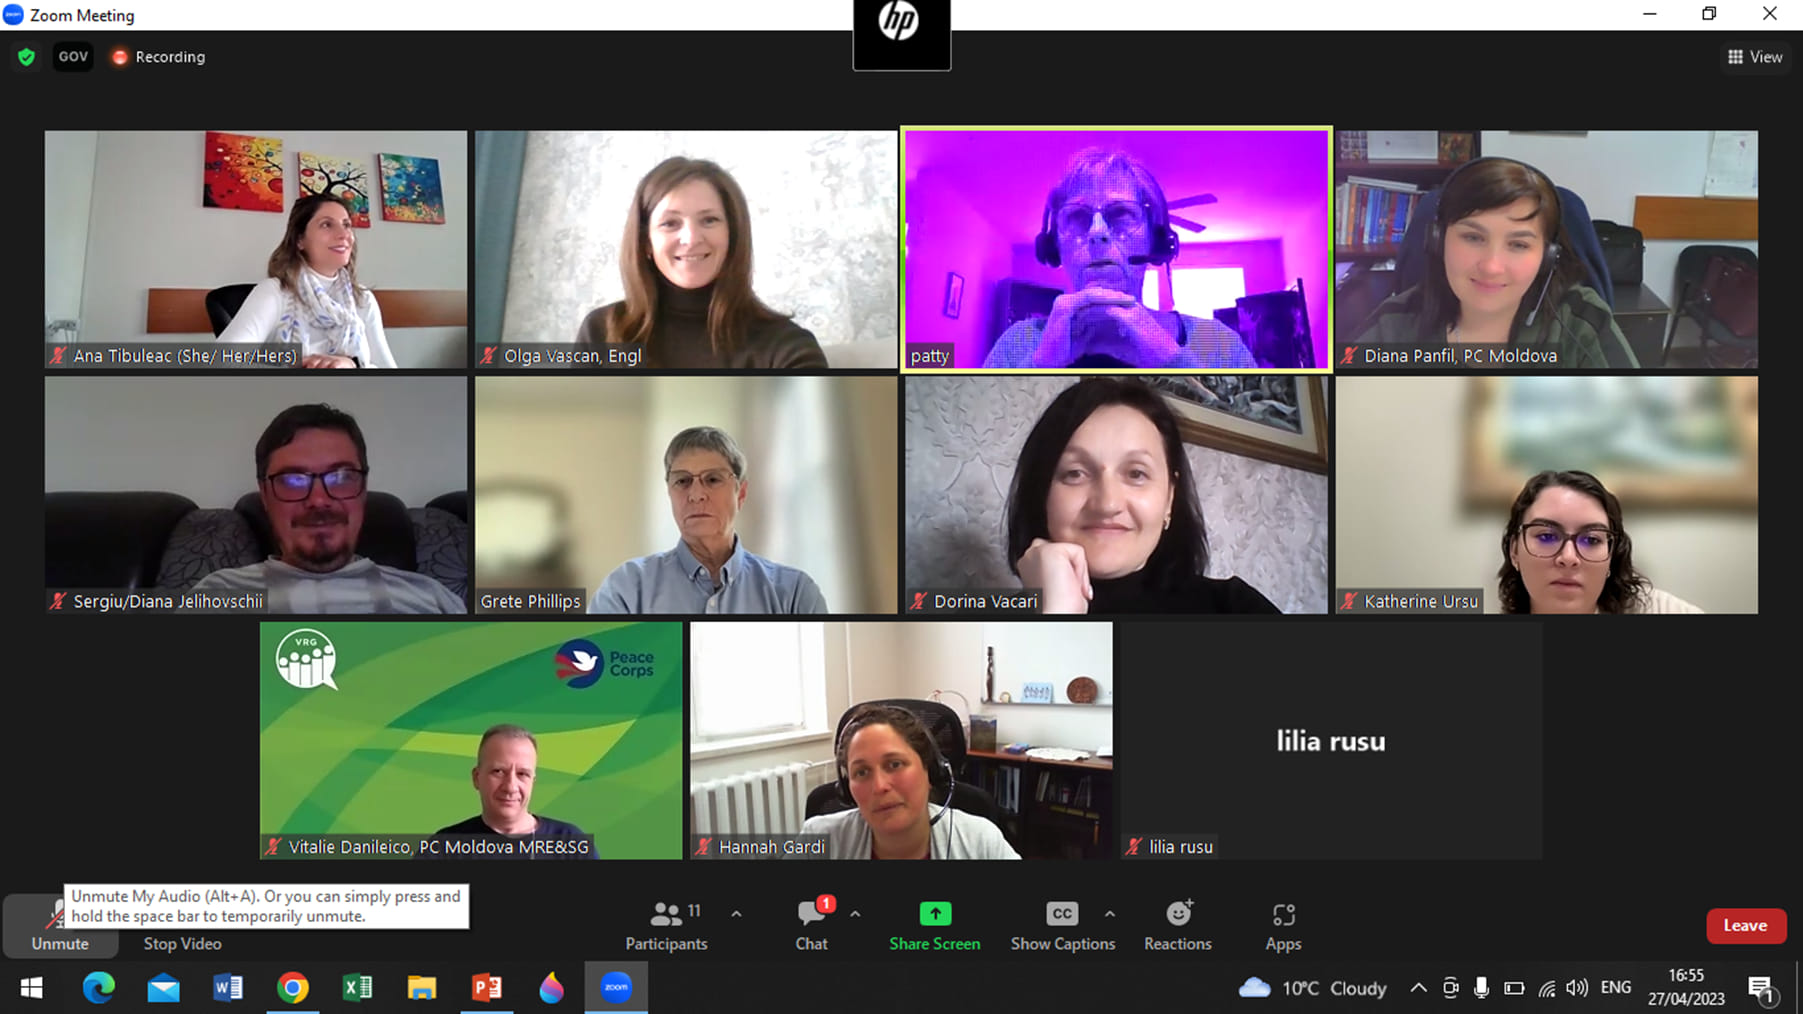 Zoom Meeting
hp
GOV
Recording
View
Ana Tibuleac (She/ Her/Hers)
Olga Vascan, Engl
patty
Diana Panfil, PC Moldova
Sergiu/Diana Jelihovschii
Grete Phillips
Dorina Vacari
Katherine Ursu
VRG
Peace
Corps
Vitalie Danileico, PC Moldova MRE&SG
Hannah Gardi
lilia rusu
lilia rusu
Unmute My Audio (Alt+A). Or you can simply press and
hold the space bar to temporarily unmute.
Unmute
Stop Video
11
Participants
1
Chat
Share Screen
CC
Show Captions
Reactions
Apps
Leave
zoom
10°C Cloudy
ENG
16:55
27/04/2023
1